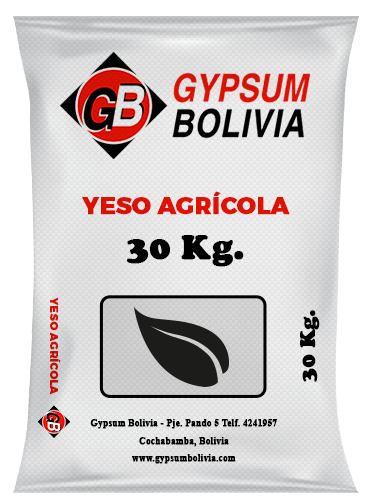 GB
GYPSUM
BOLIVIA
YESO AGRÍCOLA
30 Kg.
YESO AGRÍCOLA
GB
30 Kg.
Gypsum Bolivia - Pje. Pando 5 Telf. 4241957
Cochabamba, Bolivia
www.gypsumbolivia.com